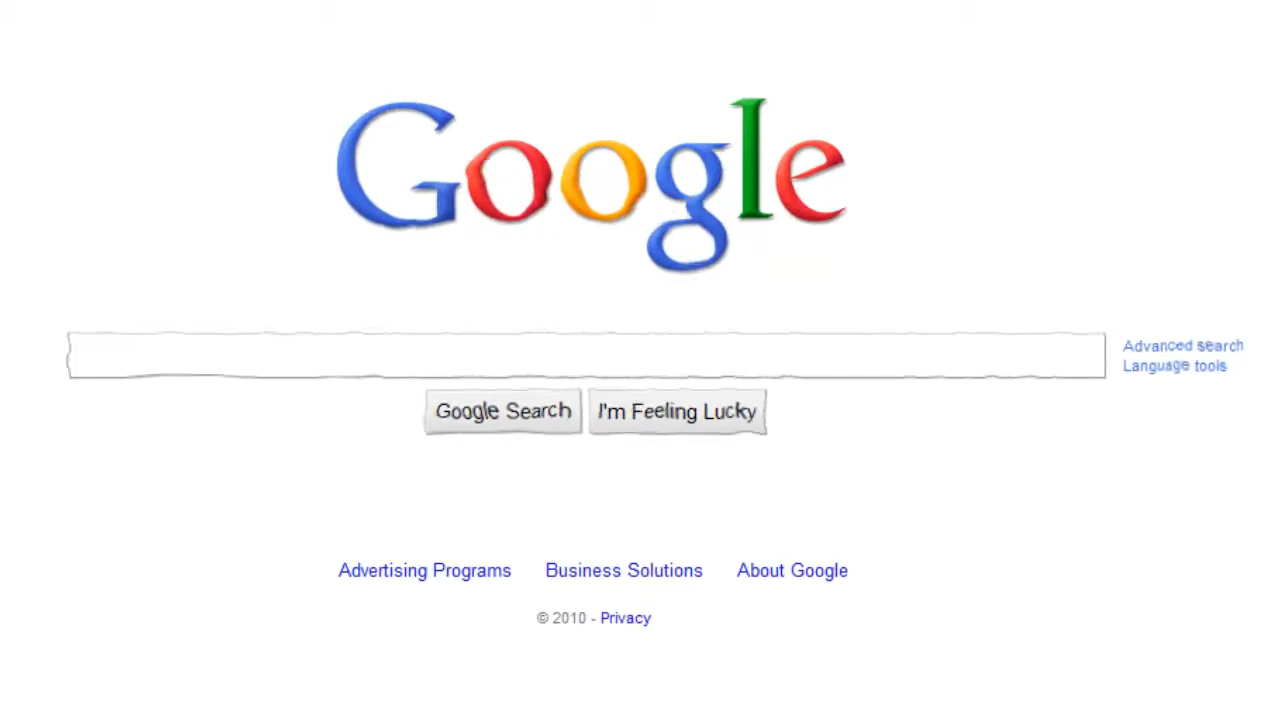 Google
Advanced search
Language tools
Google Search I'm Feeling Lucky
Advertising Programs Business Solutions About Google
© 2010 - Privacy